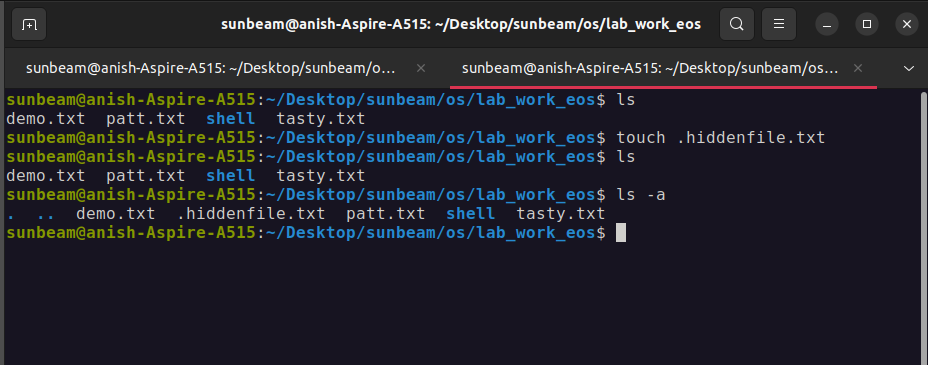 sunbeam@anish-Aspire-A515: ~/Desktop/sunbeam/os/lab_work_eos
sunbeam@anish-Aspire-A515: ~/Desktop/sunbeam/o... sunbeam@anish-Aspire-A515: ~/Desktop/sunbeam/os...
sunbeam@anish-Aspire-A515:~/Desktop/sunbeam/os/lab_work_eos$ ls
demo.txt  patt.txt  shell  tasty.txt
sunbeam@anish-Aspire-A515:~/Desktop/sunbeam/os/lab_work_eos$ touch .hiddenfile.txt
sunbeam@anish-Aspire-A515:~/Desktop/sunbeam/os/lab_work_eos$ ls
demo.txt  patt.txt  shell  tasty.txt
sunbeam@anish-Aspire-A515:~/Desktop/sunbeam/os/lab_work_eos$ ls -a
.  ..  demo.txt  .hiddenfile.txt  patt.txt  shell  tasty.txt
sunbeam@anish-Aspire-A515:~/Desktop/sunbeam/os/lab_work_eos$